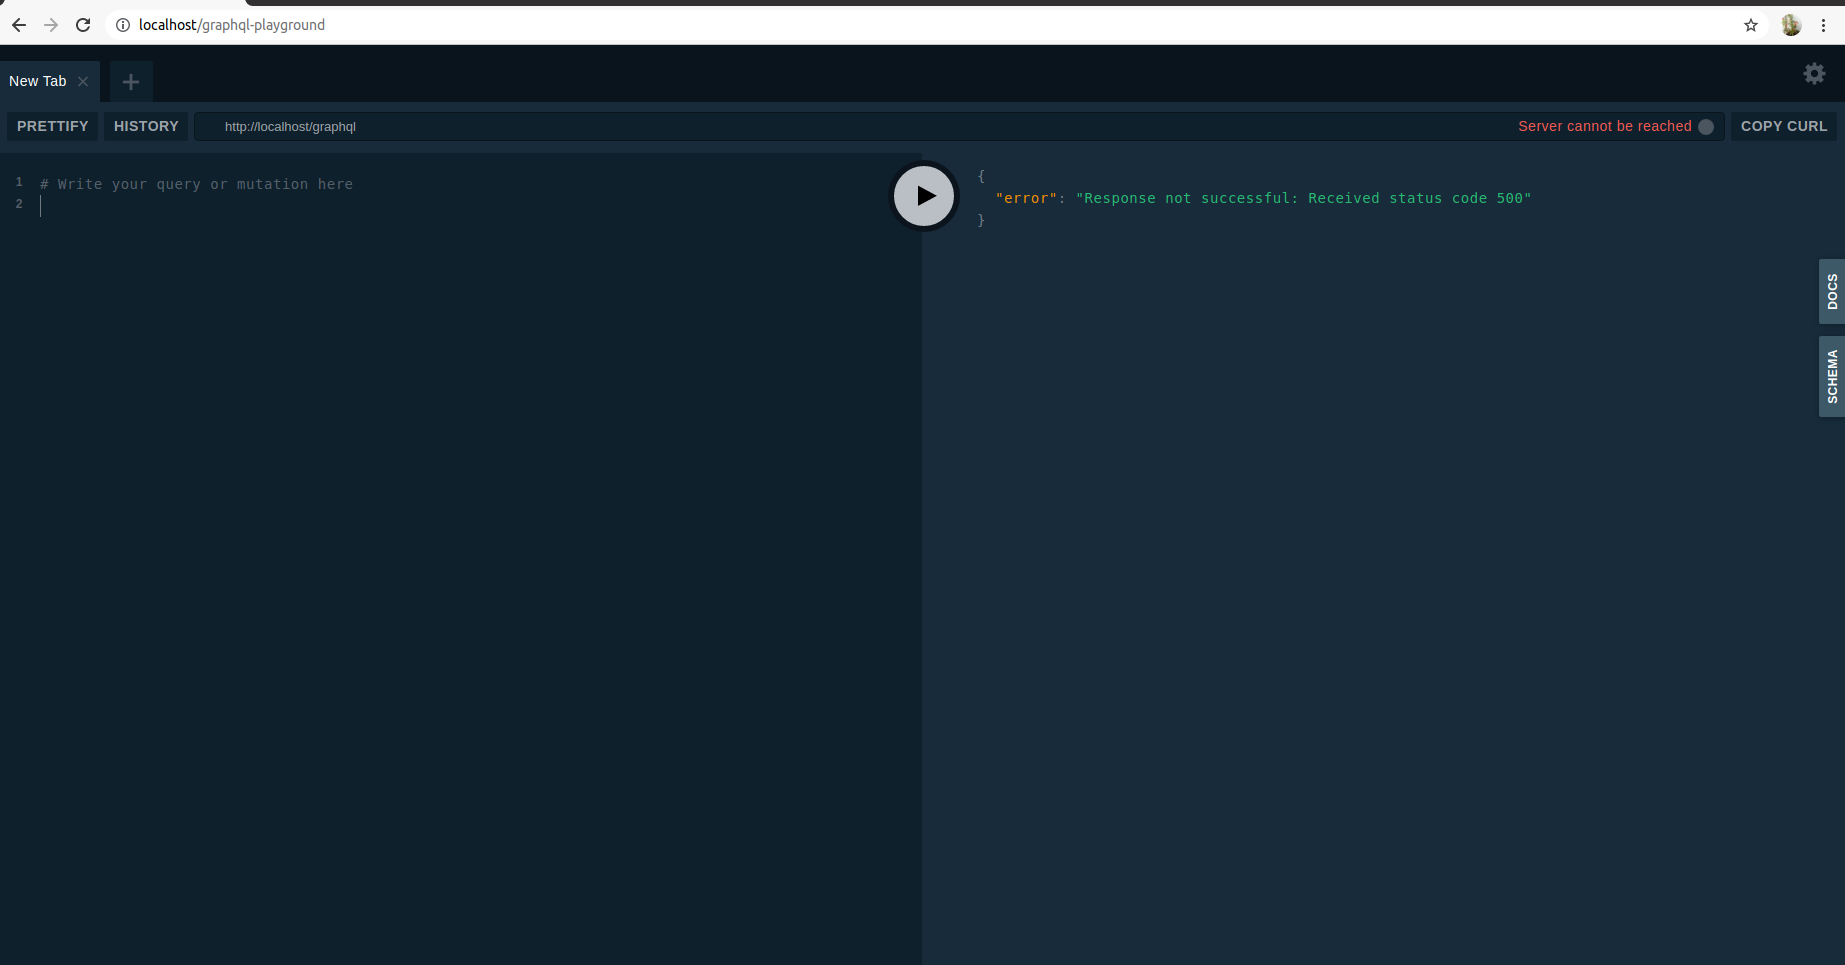 localhost/graphql-playground
New Tab
PRETTIFY HISTORY http://localhost/graphql Server cannot be reached COPY CURL
1 # Write your query or mutation here
2
{
"error": "Response not successful: Received status code 500"
}
DOCS
SCHEMA